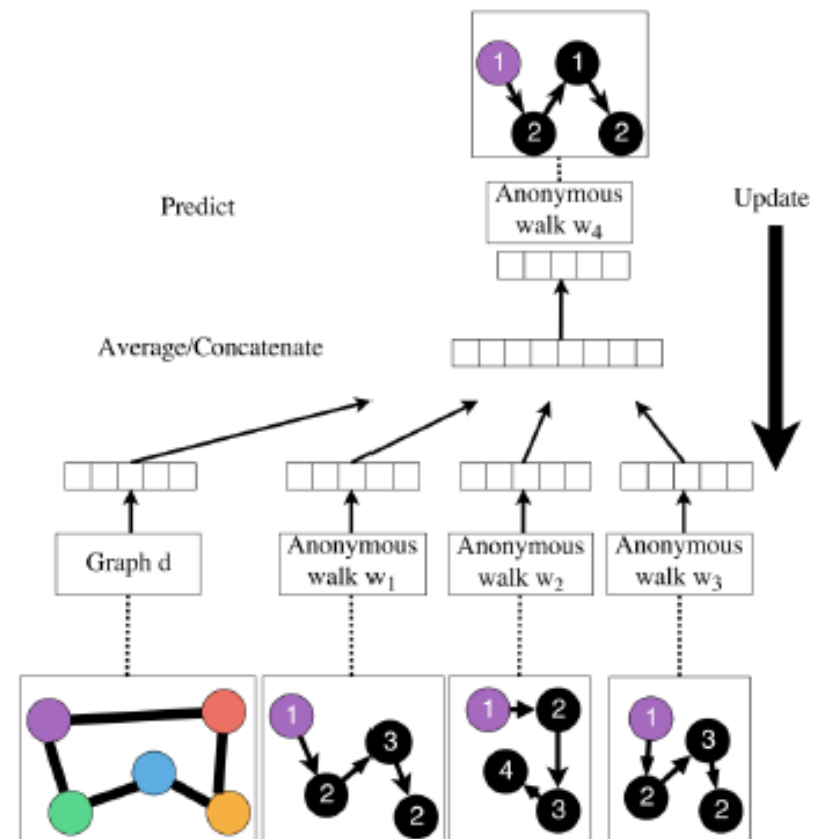 1
1
2
2
Predict
Anonymous
walk w4
Update
Average/Concatenate
Graph d
Anonymous
walk w1
Anonymous
walk w2
Anonymous
walk w3
1
3
2
2
1
2
4
3
1
3
2
2